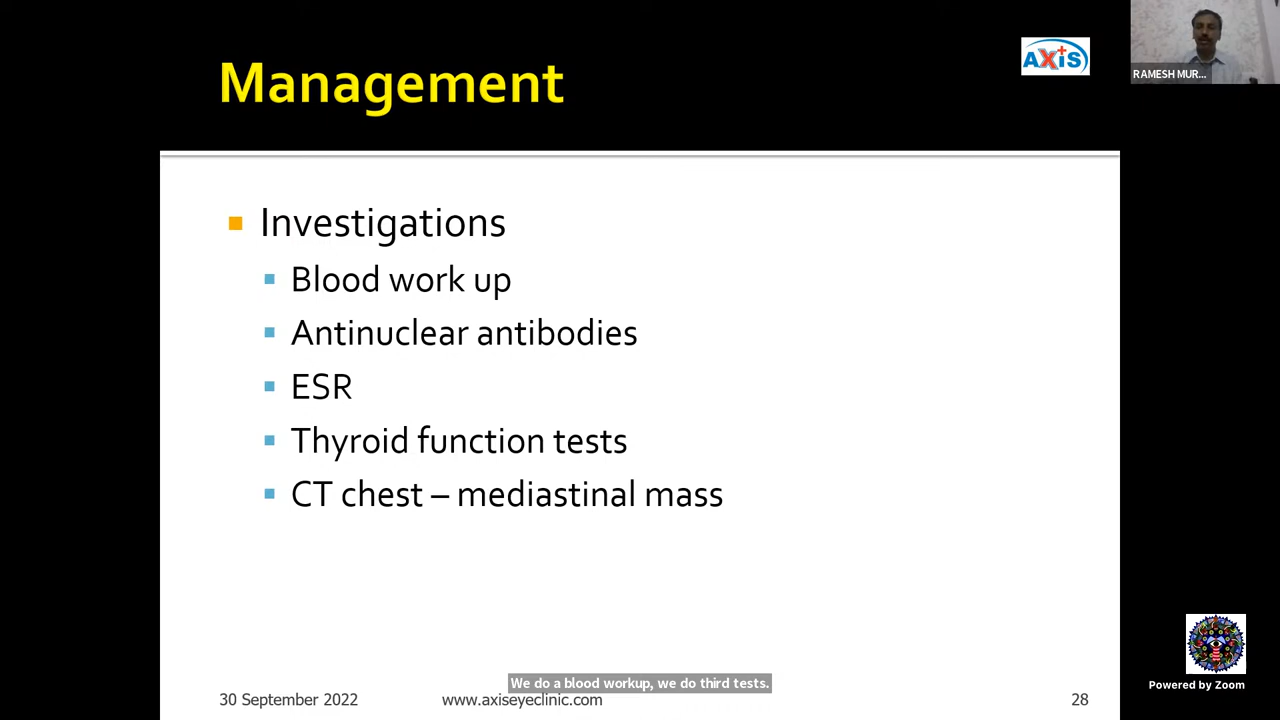 Management
AXiS
RAMESH MUR...
Investigations
Blood work up
Antinuclear antibodies
ESR
Thyroid function tests
CT chest – mediastinal mass
We do a blood workup, we do third tests.
30 September 2022
www.axiseyeclinic.com
28
Powered by Zoom